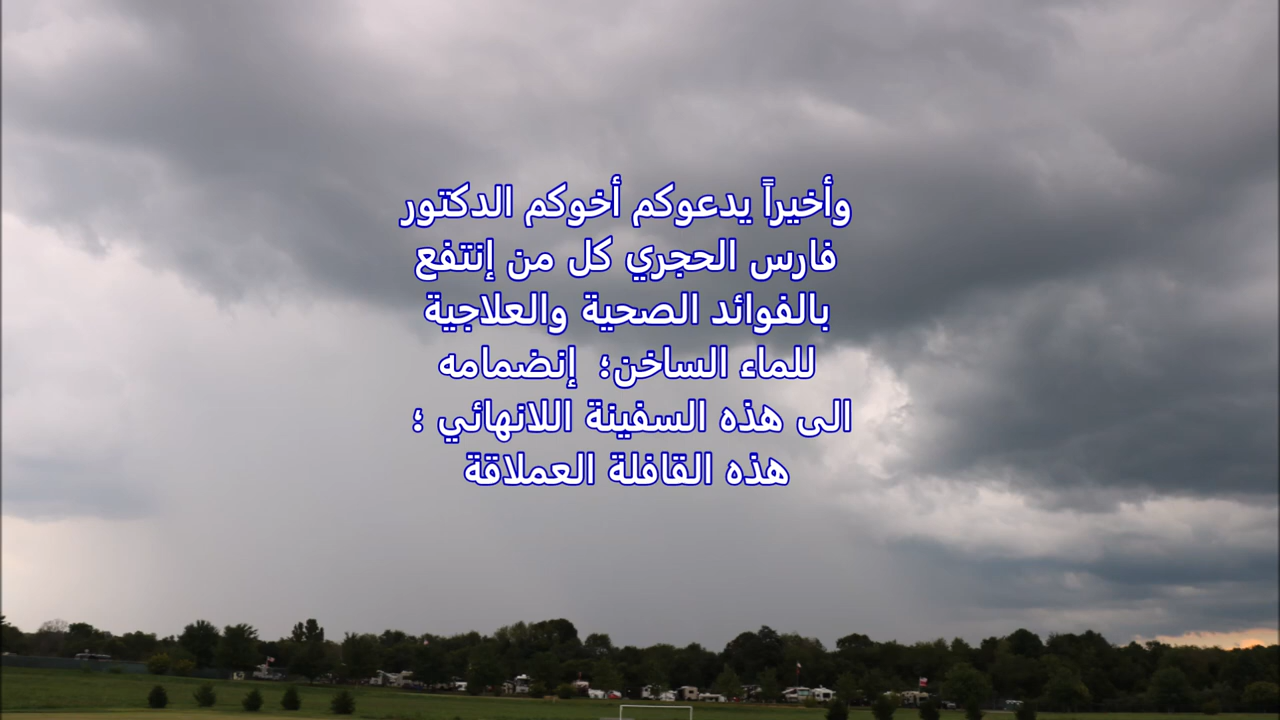 وأخيراً يدعوكم أخوكم الدكتور
فارس الحجري كل من إنتفع
بالفوائد الصحية والعلاجية
للماء الساخن؛ إنضمامه
الى هذه السفينة اللانهائي ؛
هذه القافلة العملاقة